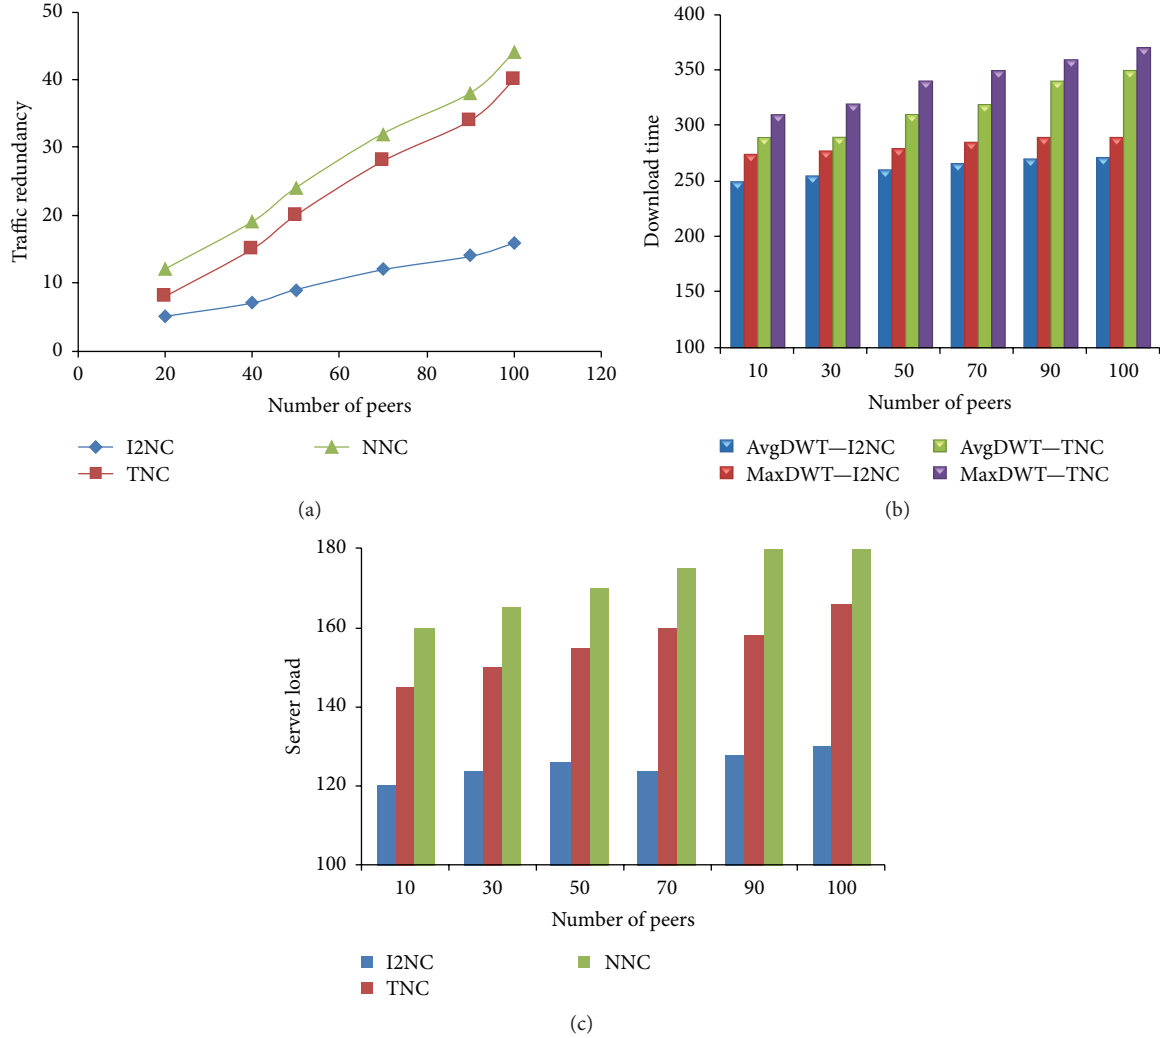 50
40
30
20
10
0
Traffic redundancy
0 20 40 60 80 100 120
Number of peers
I2NC NNC
TNC
(a)
400
350
300
250
200
150
100
Download time
10 30 50 70 90 100
Number of peers
AvgDWT—I2NC AvgDWT—TNC
MaxDWT—I2NC MaxDWT—TNC
(b)
180
160
140
120
100
Server load
10 30 50 70 90 100
Number of peers
I2NC NNC
TNC
(c)